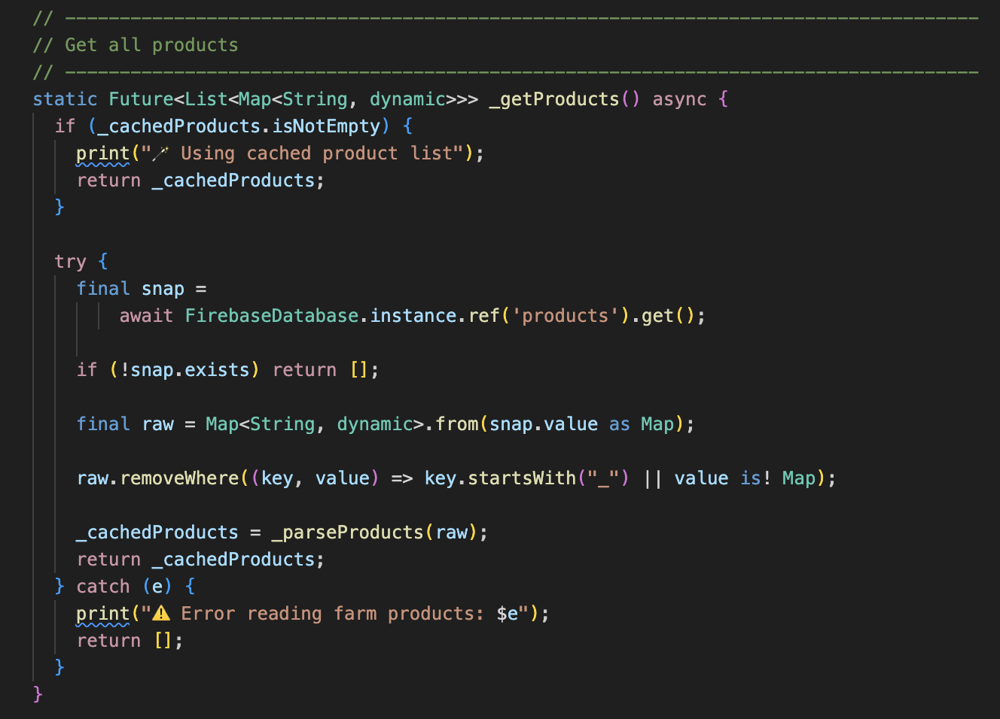 // ------------------------------------------------------------------------------------
// Get all products
// ------------------------------------------------------------------------------------
static Future<List<Map<String, dynamic>>> _getProducts() async {
  if (_cachedProducts.isNotEmpty) {
    print("🪄 Using cached product list");
    return _cachedProducts;
  }

  try {
    final snap =
        await FirebaseDatabase.instance.ref('products').get();

    if (!snap.exists) return [];

    final raw = Map<String, dynamic>.from(snap.value as Map);

    raw.removeWhere((key, value) => key.startsWith("_") || value is! Map);

    _cachedProducts = _parseProducts(raw);
    return _cachedProducts;
  } catch (e) {
    print("⚠️ Error reading farm products: $e");
    return [];
  }
}